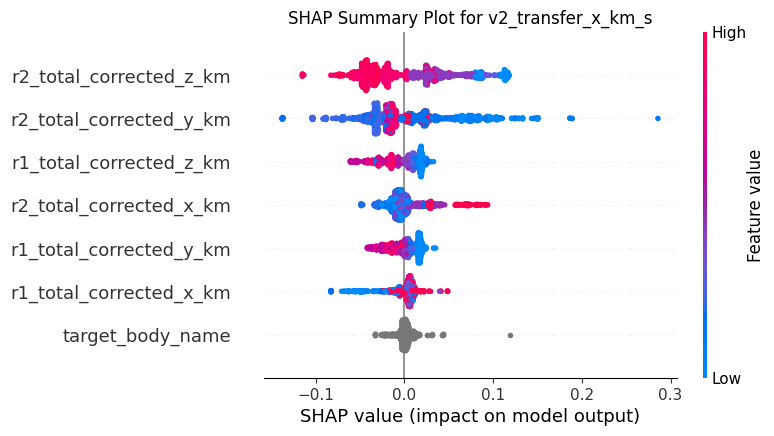 SHAP Summary Plot for v2_transfer_x_km_s
High
r2_total_corrected_z_km
r2_total_corrected_y_km
r1_total_corrected_z_km
r2_total_corrected_x_km
r1_total_corrected_y_km
r1_total_corrected_x_km
target_body_name
Feature value
Low
−0.1 0.0 0.1 0.2 0.3
SHAP value (impact on model output)